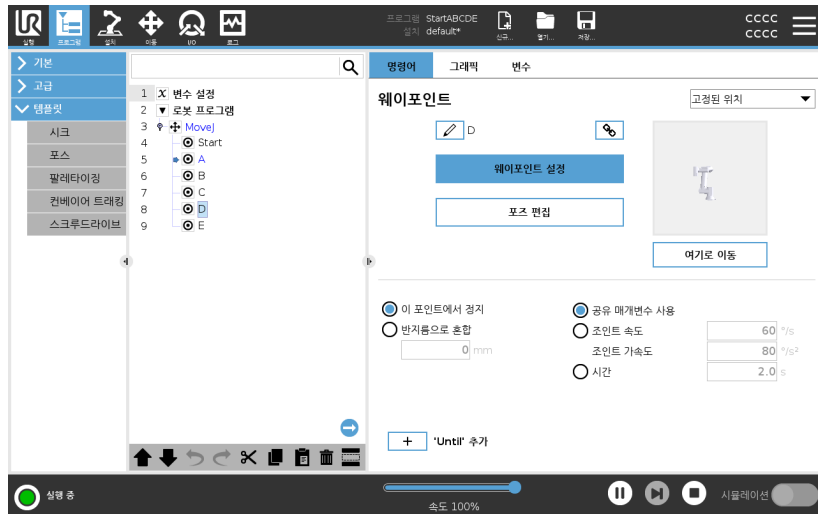 UR
실행
프로그램
설치
이동
I/O
로그
프로그램 StartABCDE
설치 default*
신규...
열기...
저장...
cccc
cccc
기본
고급
템플릿
시크
포스
팔레타이징
컨베이어 트래킹
스크루드라이브
1 x 변수 설정
2 로봇 프로그램
3 MoveJ
4 Start
5 A
6 B
7 C
8 D
9 E
명령어 그래픽 변수
웨이포인트
고정된 위치
D
웨이포인트 설정
포즈 편집
여기로 이동
이 포인트에서 정지
반지름으로 혼합
0 mm
공유 매개변수 사용
조인트 속도 60 °/s
조인트 가속도 80 °/s²
시간 2.0 s
+ 'Until' 추가
실행 중
속도 100%
시뮬레이션